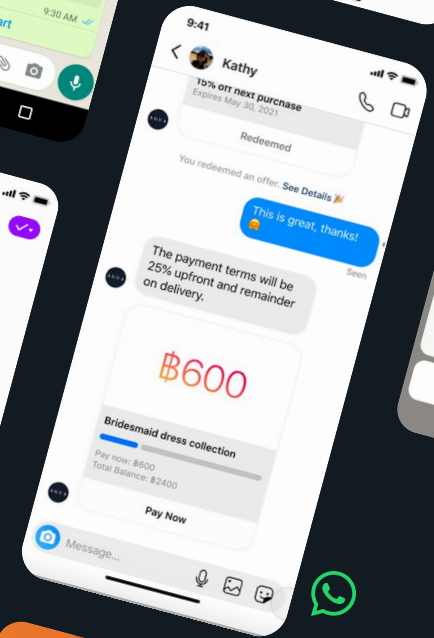 9:30 AM
art
9:41
Kathy
15% off next purchase
Expires May 30, 2021
Redeemed
You redeemed an offer. See Details🎉
This is great, thanks!
🤗
Seen
The payment terms will be
25% upfront and remainder
on delivery.
฿600
Bridesmaid dress collection
Pay now: ฿600
Total Balance: ฿2400
Pay Now
Message...